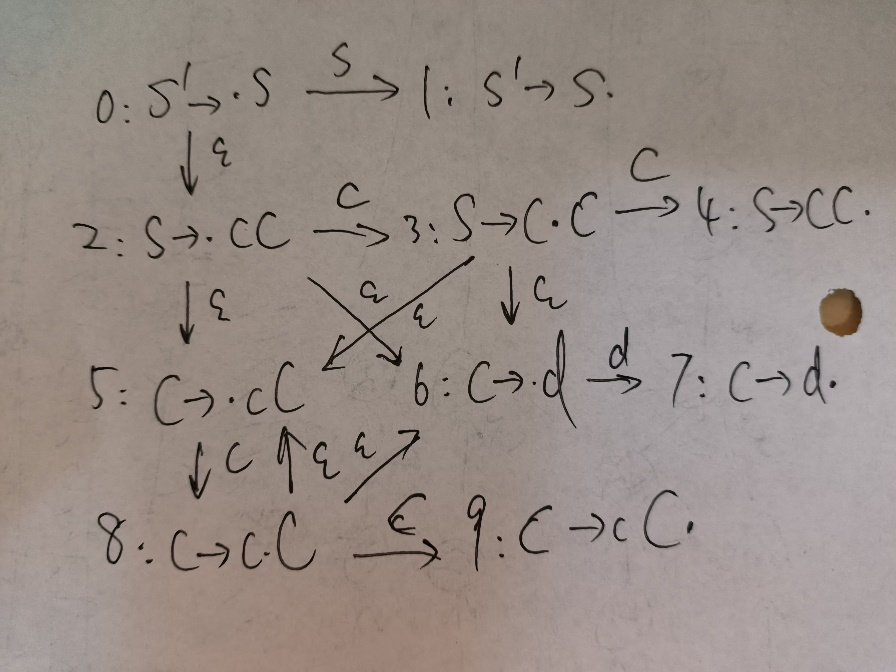 0: S'→·S S→ 1: S'→S.
↓ε
2: S→·CC C→ 3: S→C·C C→ 4: S→CC.
↓ε ε ε ↓ε
5: C→·cC 6: C→·d d→ 7: C→d.
↓c ↑ε ε
8: C→c·C C→ 9: C→cC.